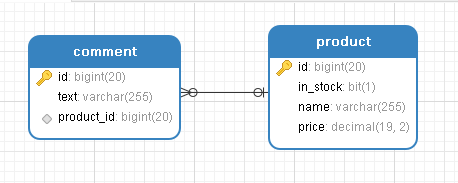 comment
id: bigint(20)
text: varchar(255)
product_id: bigint(20)
product
id: bigint(20)
in_stock: bit(1)
name: varchar(255)
price: decimal(19, 2)